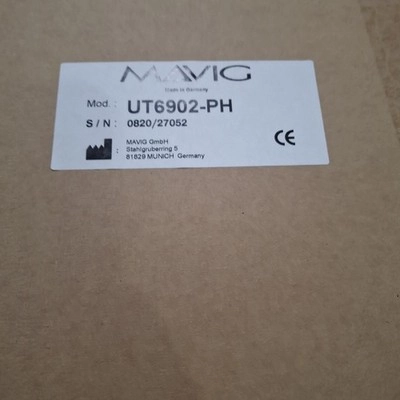 MAVIG
Made in Germany
Mod. : UT6902-PH
S / N : 0820/27052
MAVIG GmbH
: Stahlgruberring 5
81829 MUNICH Germany
CE